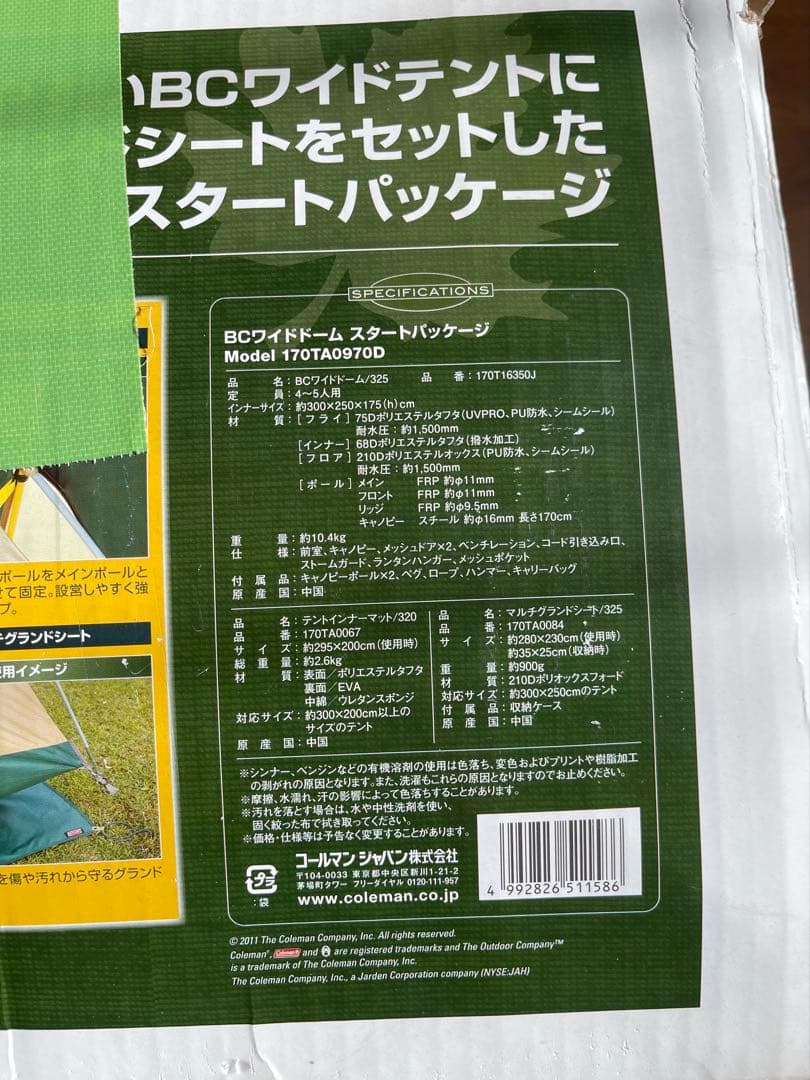 BCワイドテントに
シートをセットした
スタートパッケージ
SPECIFICATIONS
BCワイドドーム スタートパッケージ
Model 170TA0970D
品 名：BCワイドドーム/325 品 番：170T16350J
定 員：4～5人用
インナーサイズ：約300×250×175(h)cm
材 質：[フライ] 75Dポリエステルタフタ(UVPRO、PU防水、シームシール)
耐水圧：約1,500mm
[インナー] 68Dポリエステルタフタ(撥水加工)
[フロア] 210Dポリエステルオックス(PU防水、シームシール)
耐水圧：約1,500mm
[ポール] メイン FRP 約φ11mm
フロント FRP 約φ11mm
リッジ FRP 約φ9.5mm
キャノピー スチール 約φ16mm 長さ170cm
重 量：約10.4kg
仕 様：前室、キャノピー、メッシュドア×2、ベンチレーション、コード引き込み口、
ストームガード、ランタンハンガー、メッシュポケット
付 属 品：キャノピーポール×2、ペグ、ロープ、ハンマー、キャリーバッグ
原 産 国：中国
品 名：テントインナーマット/320
品 番：170TA0067
サ イ ズ：約295×200cm(使用時)
総 重 量：約2.6kg
材 質：表面／ポリエステルタフタ
裏面／EVA
中綿／ウレタンスポンジ
対応サイズ：約300×200cm以上の
サイズのテント
原 産 国：中国
品 名：マルチグランドシート/325
品 番：170TA0084
サ イ ズ：約280×230cm(使用時)
約35×25cm(収納時)
重 量：約900g
材 質：210Dポリオックスフォード
対応サイズ：約300×250cmのテント
付 属 品：収納ケース
原 産 国：中国
※シンナー、ベンジンなどの有機溶剤の使用は色落ち、変色およびプリントや樹脂加工
の剥がれの原因となります。また、洗濯もこれらの原因となりますのでお止めください。
※摩擦、水濡れ、汗の影響によって色落ちすることがあります。
※汚れを落とす場合は、水や中性洗剤を使い、
固く絞った布で拭き取ってください。
※価格・仕様等は予告なく変更することがあります。
プラ
：袋
コールマン ジャパン株式会社
〒104-0033 東京都中央区新川1-21-2
茅場町タワー フリーダイヤル 0120-111-957
www.coleman.co.jp
4 992826 511586
© 2011 The Coleman Company, Inc. All rights reserved.
Coleman®, Coleman and are registered trademarks and The Outdoor Company™
is a trademark of The Coleman Company, Inc.
The Coleman Company, Inc., a Jarden Corporation company (NYSE:JAH)
ポールをメインポールと
せて固定。設営しやすく強
プ。
グランドシート
使用イメージ
を傷や汚れから守るグランド